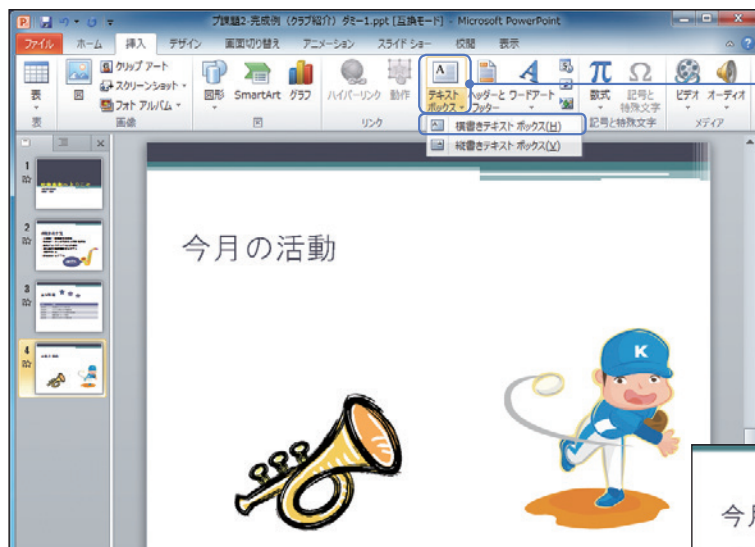 プ課題2-完成例（クラブ紹介）ダミー1.ppt [互換モード] - Microsoft PowerPoint
ファイル ホーム 挿入 デザイン 画面切り替え アニメーション スライド ショー 校閲 表示
表
図
クリップ アート
スクリーンショット
フォト アルバム
図形
SmartArt
グラフ
ハイパーリンク
動作
テキスト
ボックス
ヘッダーと
フッター
ワードアート
数式
記号と
特殊文字
ビデオ
オーディオ
表 画像 図 リンク 記号と特殊文字 メディア
横書きテキスト ボックス(H)
縦書きテキスト ボックス(V)
1
2
3
4
今月の活動
K
今月